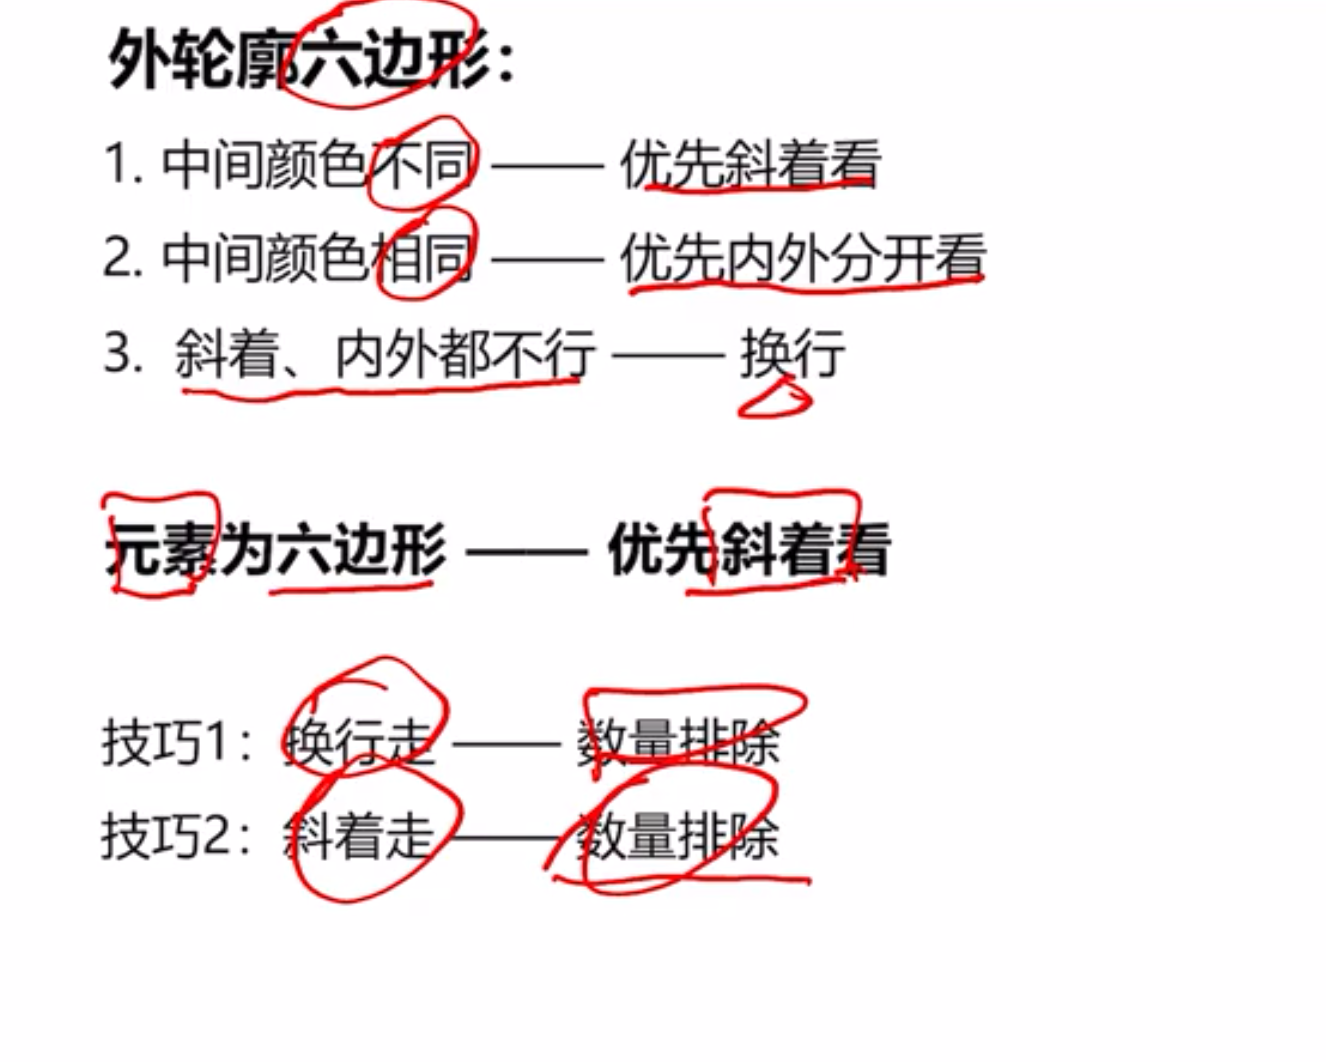 外轮廓六边形：
1. 中间颜色不同 —— 优先斜着看
2. 中间颜色相同 —— 优先内外分开看
3. 斜着、内外都不行 —— 换行
元素为六边形 —— 优先斜着看
技巧1：换行走 —— 数量排除
技巧2：斜着走 —— 数量排除